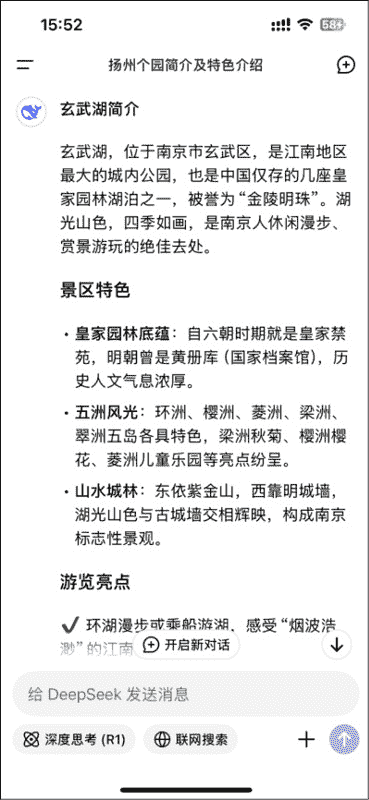 15:52
58
扬州个园简介及特色介绍
玄武湖简介
玄武湖，位于南京市玄武区，是江南地区
最大的城内公园，也是中国仅存的几座皇
家园林湖泊之一，被誉为“金陵明珠”。湖
光山色，四季如画，是南京人休闲漫步、
赏景游玩的绝佳去处。
景区特色
• 皇家园林底蕴：自六朝时期就是皇家禁
苑，明朝曾是黄册库（国家档案馆），历
史人文气息浓厚。
• 五洲风光：环洲、樱洲、菱洲、梁洲、
翠洲五岛各具特色，梁洲秋菊、樱洲樱
花、菱洲儿童乐园等亮点纷呈。
• 山水城林：东依紫金山，西靠明城墙，
湖光山色与古城墙交相辉映，构成南京
标志性景观。
游览亮点
✔ 环湖漫步或乘船游湖，感受“烟波浩
渺”的江南
开启新对话
给 DeepSeek 发送消息
深度思考 (R1)
联网搜索